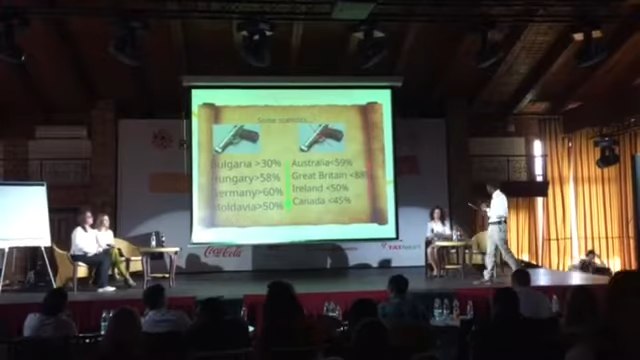 Some statistics...
Bulgaria >30%
Hungary>58%
Germany>60%
Moldavia>50%
Australia<59%
Great Britain <88%
Ireland <50%
Canada <45%
Coca-Cola